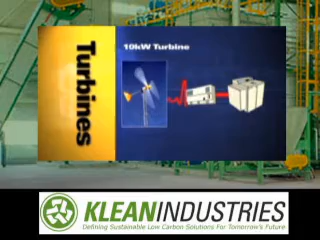 Turbines
10kW Turbine
KLEANINDUSTRIES
Defining Sustainable Low Carbon Solutions For Tomorrow's Future.